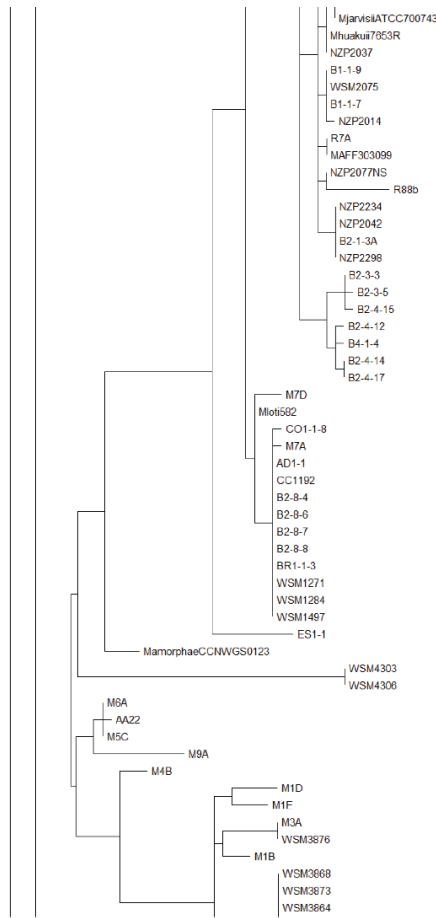 MjarvisiiATCC700743
Mhuakuii7653R
NZP2037
B1-1-9
WSM2075
B1-1-7
NZP2014
R7A
MAFF303099
NZP2077NS
R88b
NZP2234
NZP2042
B2-1-3A
NZP2298
B2-3-3
B2-3-5
B2-4-15
B2-4-12
B4-1-4
B2-4-14
B2-4-17
M7D
Mloti582
CO1-1-8
M7A
AD1-1
CC1192
B2-8-4
B2-8-6
B2-8-7
B2-8-8
BR1-1-3
WSM1271
WSM1284
WSM1497
ES1-1
MamorphaeCCNWGS0123
WSM4303
WSM4306
M6A
AA22
M5C
M9A
M4B
M1D
M1F
M3A
WSM3876
M1B
WSM3868
WSM3873
WSM3864